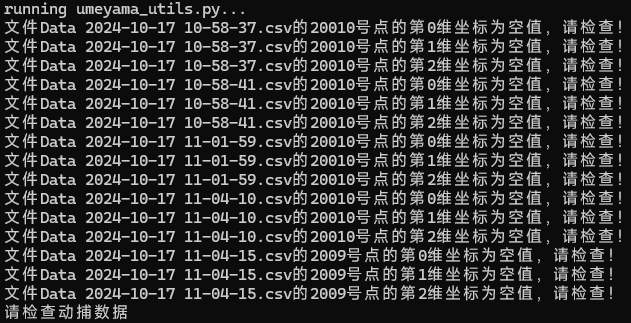 running umeyama_utils.py...
文件Data 2024-10-17 10-58-37.csv的20010号点的第0维坐标为空值，请检查！
文件Data 2024-10-17 10-58-37.csv的20010号点的第1维坐标为空值，请检查！
文件Data 2024-10-17 10-58-37.csv的20010号点的第2维坐标为空值，请检查！
文件Data 2024-10-17 10-58-41.csv的20010号点的第0维坐标为空值，请检查！
文件Data 2024-10-17 10-58-41.csv的20010号点的第1维坐标为空值，请检查！
文件Data 2024-10-17 10-58-41.csv的20010号点的第2维坐标为空值，请检查！
文件Data 2024-10-17 11-01-59.csv的20010号点的第0维坐标为空值，请检查！
文件Data 2024-10-17 11-01-59.csv的20010号点的第1维坐标为空值，请检查！
文件Data 2024-10-17 11-01-59.csv的20010号点的第2维坐标为空值，请检查！
文件Data 2024-10-17 11-04-10.csv的20010号点的第0维坐标为空值，请检查！
文件Data 2024-10-17 11-04-10.csv的20010号点的第1维坐标为空值，请检查！
文件Data 2024-10-17 11-04-10.csv的20010号点的第2维坐标为空值，请检查！
文件Data 2024-10-17 11-04-15.csv的2009号点的第0维坐标为空值，请检查！
文件Data 2024-10-17 11-04-15.csv的2009号点的第1维坐标为空值，请检查！
文件Data 2024-10-17 11-04-15.csv的2009号点的第2维坐标为空值，请检查！
请检查动捕数据